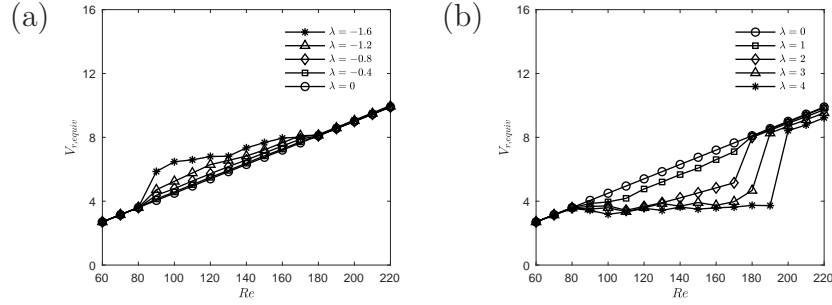 (a)
16
12
8
4
0
V_{r,equiv}
60 80 100 120 140 160 180 200 220
Re
λ = −1.6
λ = −1.2
λ = −0.8
λ = −0.4
λ = 0
(b)
16
12
8
4
0
V_{r,equiv}
60 80 100 120 140 160 180 200 220
Re
λ = 0
λ = 1
λ = 2
λ = 3
λ = 4